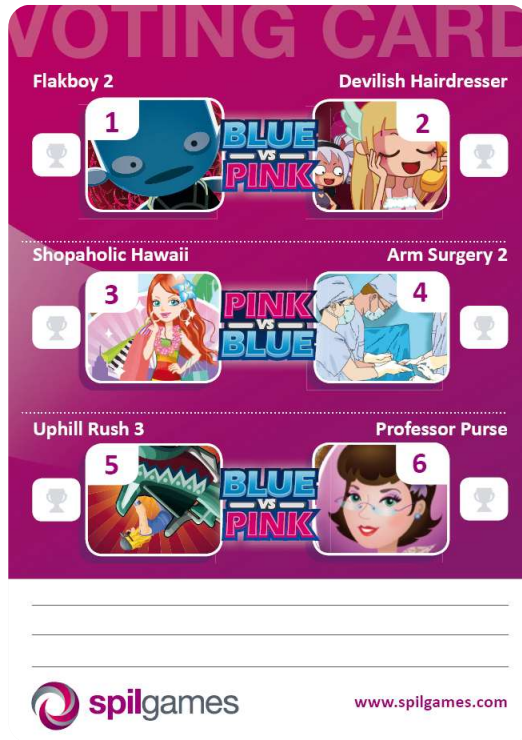 VOTING CARD
Flakboy 2
Devilish Hairdresser
1
BLUE
VS
PINK
2
Shopaholic Hawaii
Arm Surgery 2
3
PINK
VS
BLUE
4
Uphill Rush 3
Professor Purse
5
BLUE
VS
PINK
6
spilgames
www.spilgames.com